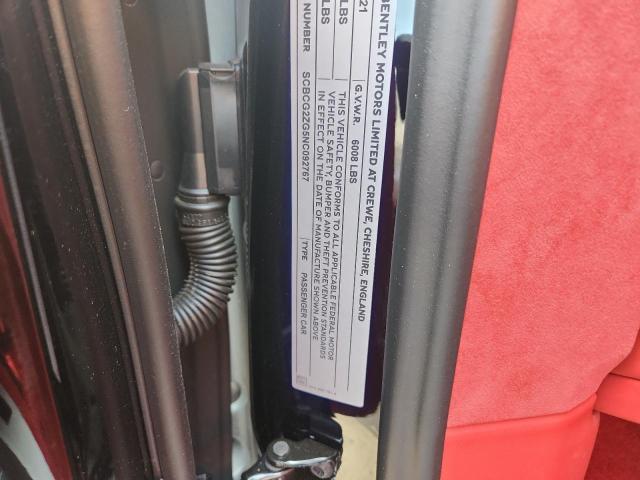 BENTLEY MOTORS LIMITED AT CREWE, CHESHIRE, ENGLAND
21 G.V.W.R. 6008 LBS
LBS
LBS
THIS VEHICLE CONFORMS TO ALL APPLICABLE FEDERAL MOTOR
VEHICLE SAFETY, BUMPER AND THEFT PREVENTION STANDARDS
IN EFFECT ON THE DATE OF MANUFACTURE SHOWN ABOVE
NUMBER SCBCG2ZG5NC092767 TYPE PASSENGER CAR